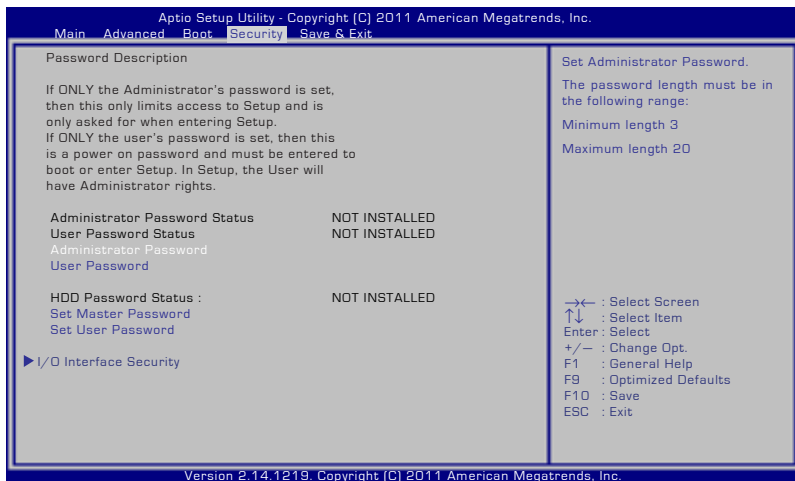 Aptio Setup Utility - Copyright (C) 2011 American Megatrends, Inc.
Main Advanced Boot Security Save & Exit
Password Description
If ONLY the Administrator's password is set,
then this only limits access to Setup and is
only asked for when entering Setup.
If ONLY the user's password is set, then this
is a power on password and must be entered to
boot or enter Setup. In Setup, the User will
have Administrator rights.
Administrator Password Status NOT INSTALLED
User Password Status NOT INSTALLED
Administrator Password
User Password
HDD Password Status : NOT INSTALLED
Set Master Password
Set User Password
I/O Interface Security
Set Administrator Password.
The password length must be in
the following range:
Minimum length 3
Maximum length 20
→← : Select Screen
↑↓ : Select Item
Enter : Select
+/— : Change Opt.
F1 : General Help
F9 : Optimized Defaults
F10 : Save
ESC : Exit
Version 2.14.1219. Copyright (C) 2011 American Megatrends, Inc.